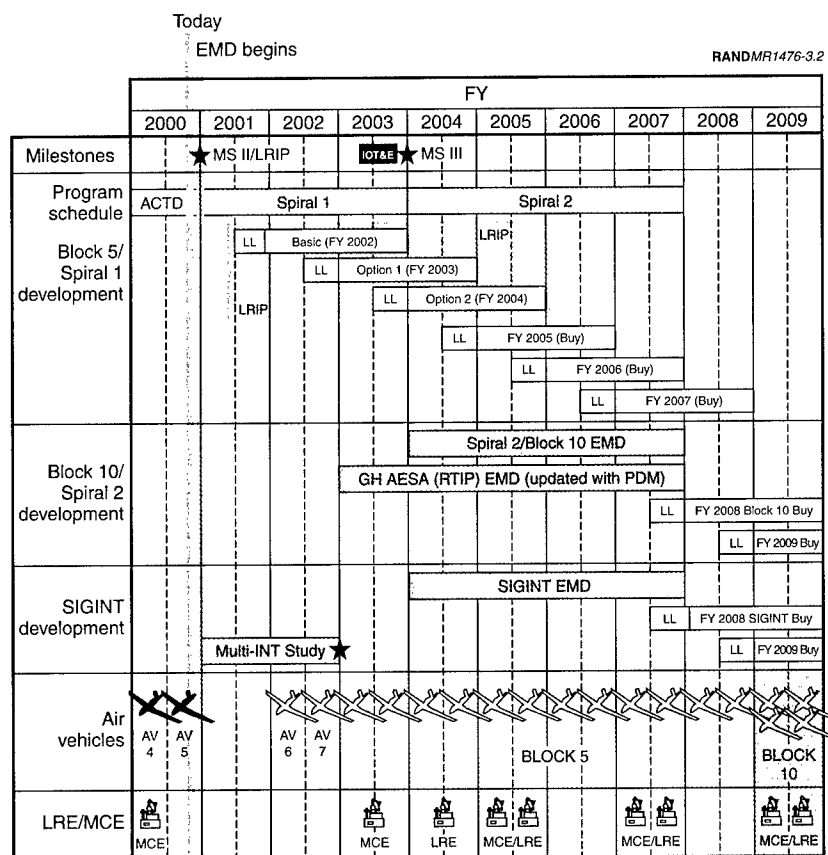 Today
EMD begins
RANDMR1476-3.2
FY
2000 2001 2002 2003 2004 2005 2006 2007 2008 2009
Milestones
MS II/LRIP
IOT&E
MS III
Program
schedule
ACTD
Spiral 1
Spiral 2
Block 5/
Spiral 1
development
LL Basic (FY 2002)
LRIP
LL Option 1 (FY 2003)
LL Option 2 (FY 2004)
LRIP
LL FY 2005 (Buy)
LL FY 2006 (Buy)
LL FY 2007 (Buy)
Block 10/
Spiral 2
development
Spiral 2/Block 10 EMD
GH AESA (RTIP) EMD (updated with PDM)
LL FY 2008 Block 10 Buy
LL FY 2009 Buy
SIGINT
development
SIGINT EMD
LL FY 2008 SIGINT Buy
Multi-INT Study
LL FY 2009 Buy
Air
vehicles
AV
4
AV
5
AV
6
AV
7
BLOCK 5
BLOCK
10
LRE/MCE
MCE
MCE
LRE
MCE/LRE
MCE/LRE
MCE/LRE